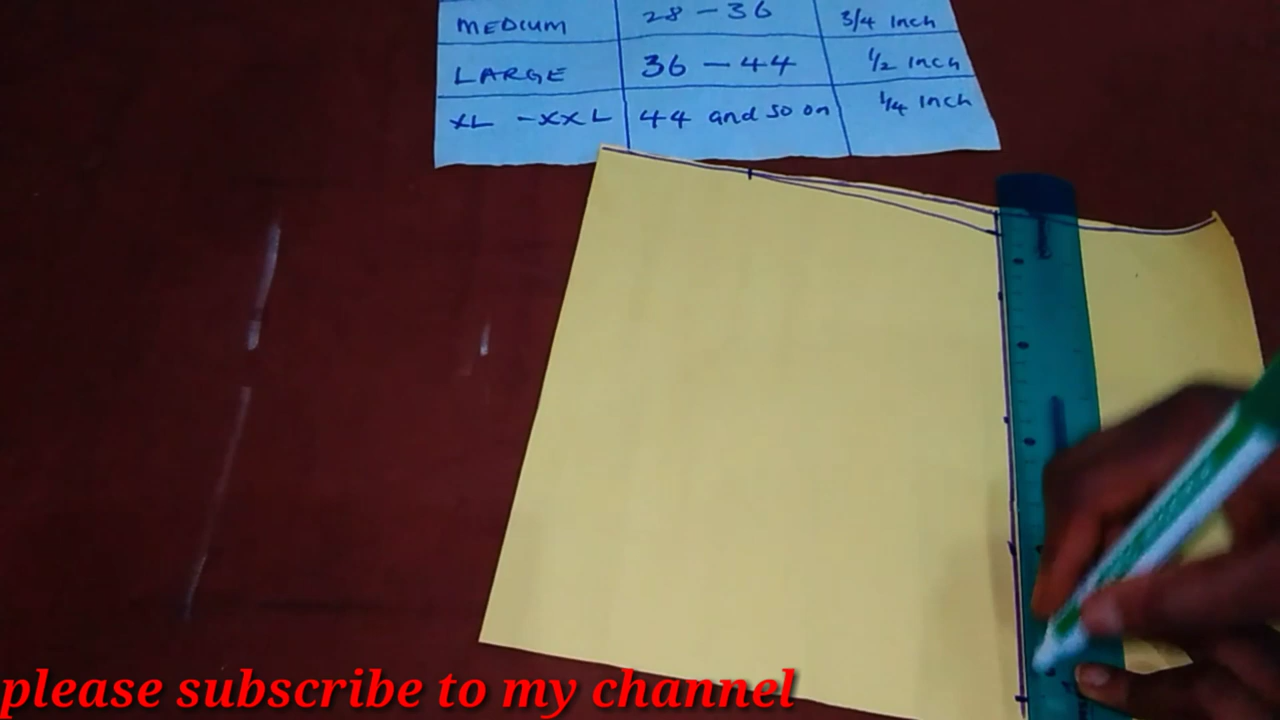 MEDIUM 28 - 36 3/4 Inch
LARGE 36 - 44 1/2 Inch
XL - XXL 44 and so on 1/4 Inch
please subscribe to my channel